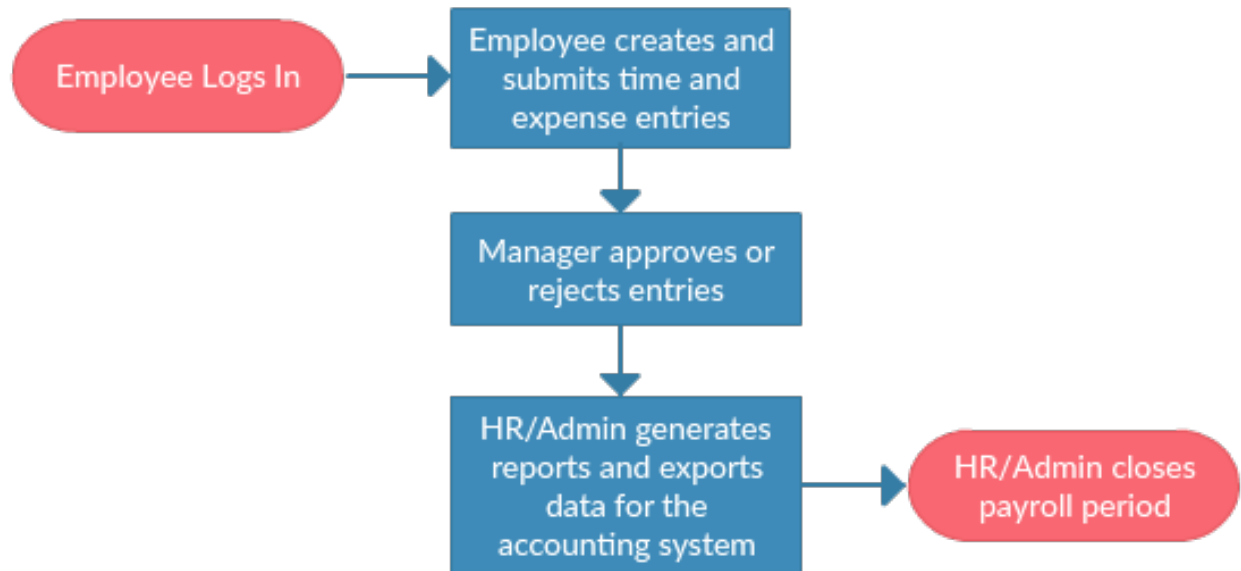 Employee Logs In
Employee creates and
submits time and
expense entries
Manager approves or
rejects entries
HR/Admin generates
reports and exports
data for the
accounting system
HR/Admin closes
payroll period